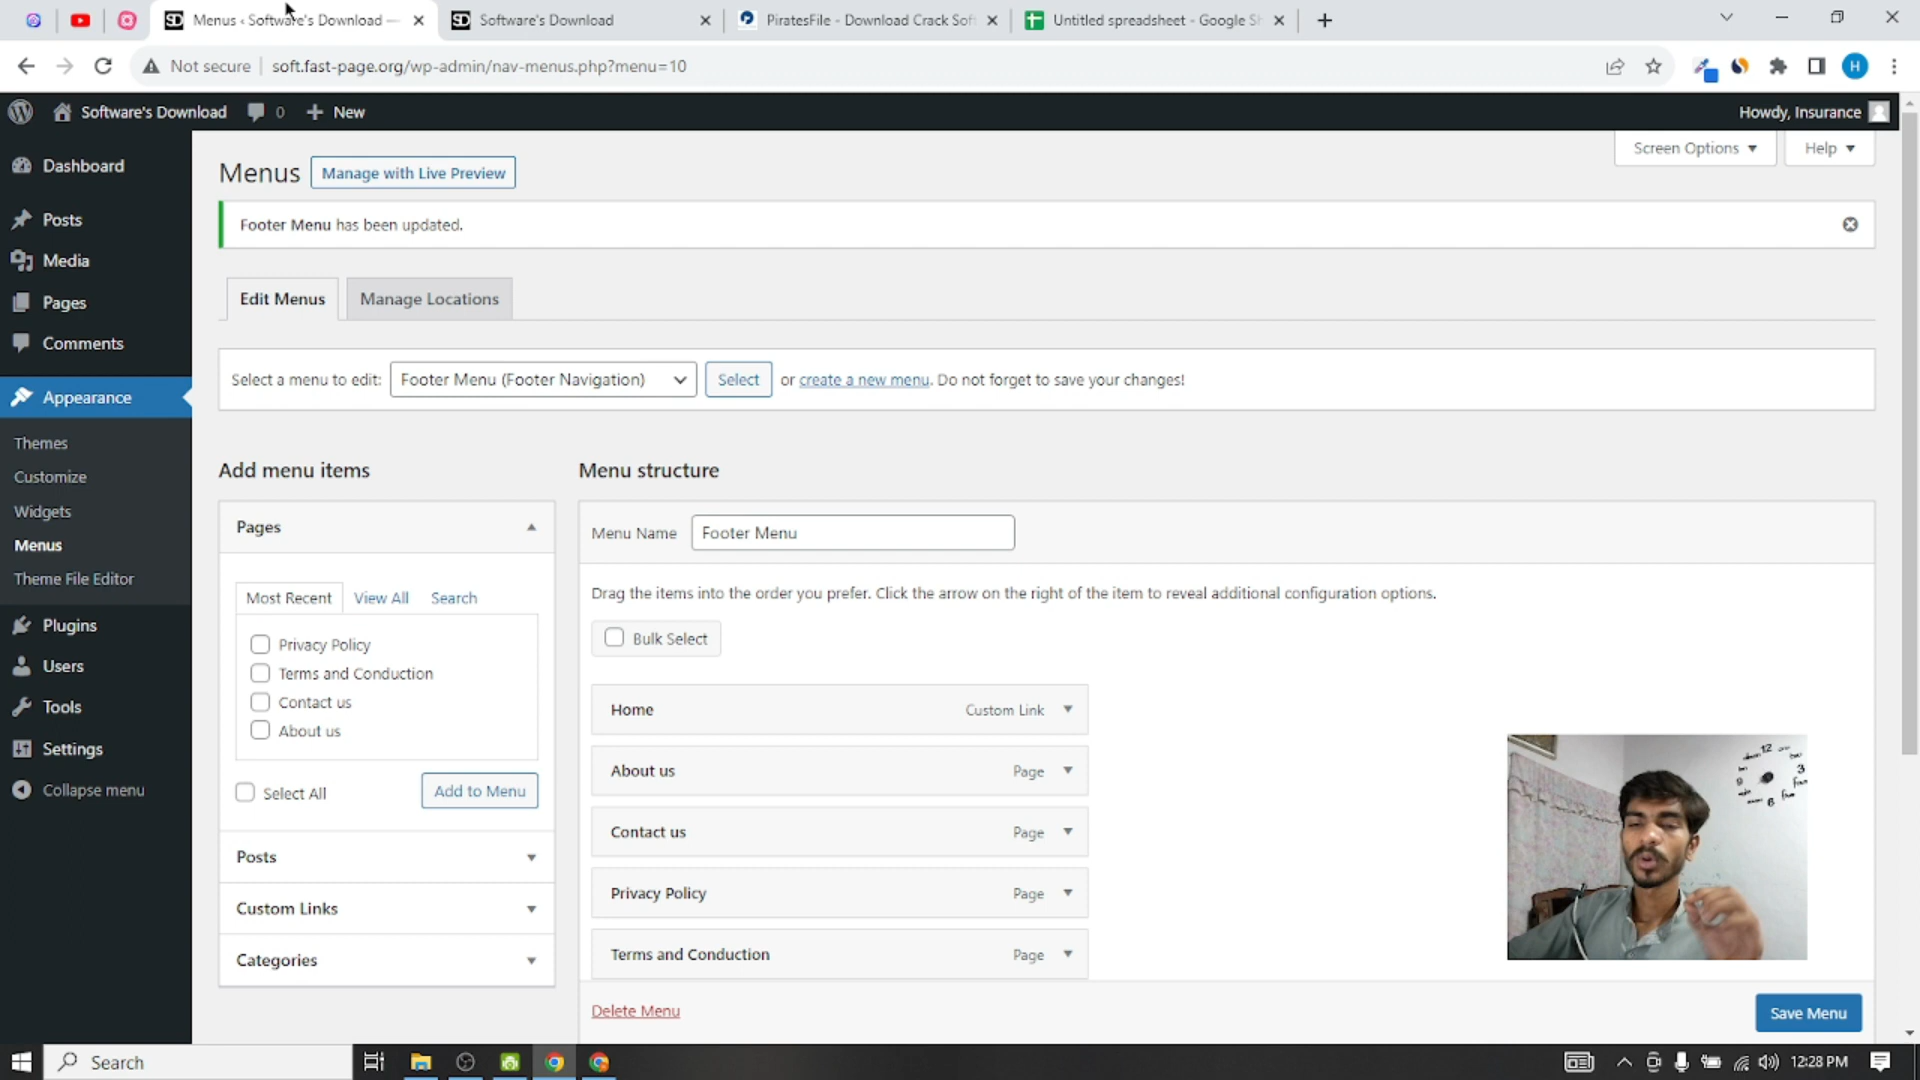 Menus ‹ Software's Download —
Software's Download
PiratesFile - Download Crack Soft
Untitled spreadsheet - Google Sh
Not secure
soft.fast-page.org/wp-admin/nav-menus.php?menu=10
H
Software's Download
0
New
Howdy, Insurance
Dashboard
Posts
Media
Pages
Comments
Appearance
Themes
Customize
Widgets
Menus
Theme File Editor
Plugins
Users
Tools
Settings
Collapse menu
Screen Options
Help
Menus
Manage with Live Preview
Footer Menu has been updated.
Edit Menus
Manage Locations
Select a menu to edit: Footer Menu (Footer Navigation) Select or create a new menu. Do not forget to save your changes!
Add menu items
Pages
Most Recent
View All
Search
Privacy Policy
Terms and Conduction
Contact us
About us
Select All
Add to Menu
Posts
Custom Links
Categories
Menu structure
Menu Name Footer Menu
Drag the items into the order you prefer. Click the arrow on the right of the item to reveal additional configuration options.
Bulk Select
Home Custom Link
About us Page
Contact us Page
Privacy Policy Page
Terms and Conduction Page
Delete Menu
Save Menu
Search
12:28 PM